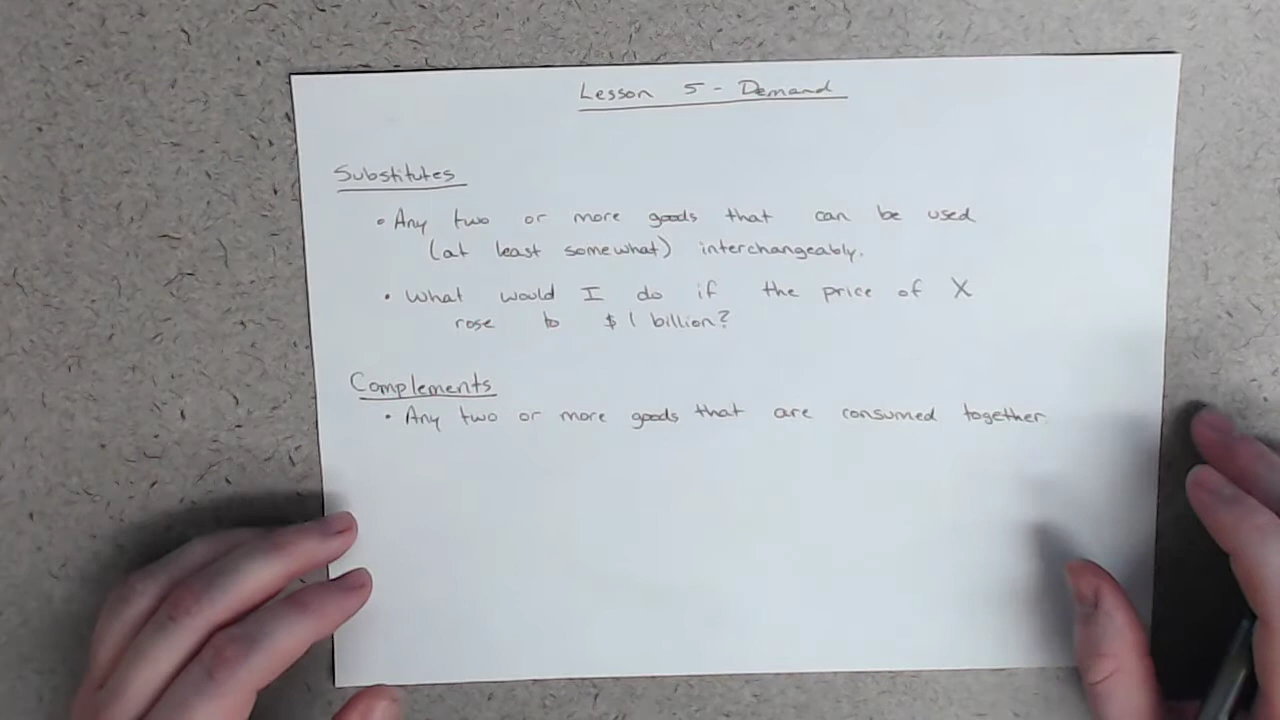 Lesson 5 - Demand
Substitutes
• Any two or more goods that can be used
(at least somewhat) interchangeably.
• What would I do if the price of X
rose to $1 billion?
Complements
• Any two or more goods that are consumed together.